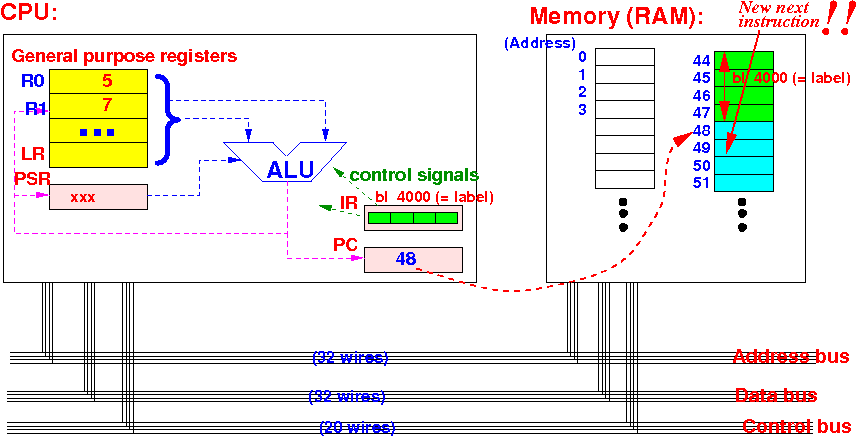 CPU:
Memory (RAM):
New next
instruction !!
General purpose registers
(Address)
R0
5
R1
7
LR
PSR
xxx
ALU
control signals
IR
bl 4000 (= label)
PC
48
0
1
2
3
44
45
46
47
48
49
50
51
bl 4000 (= label)
(32 wires)
Address bus
(32 wires)
Data bus
(20 wires)
Control bus